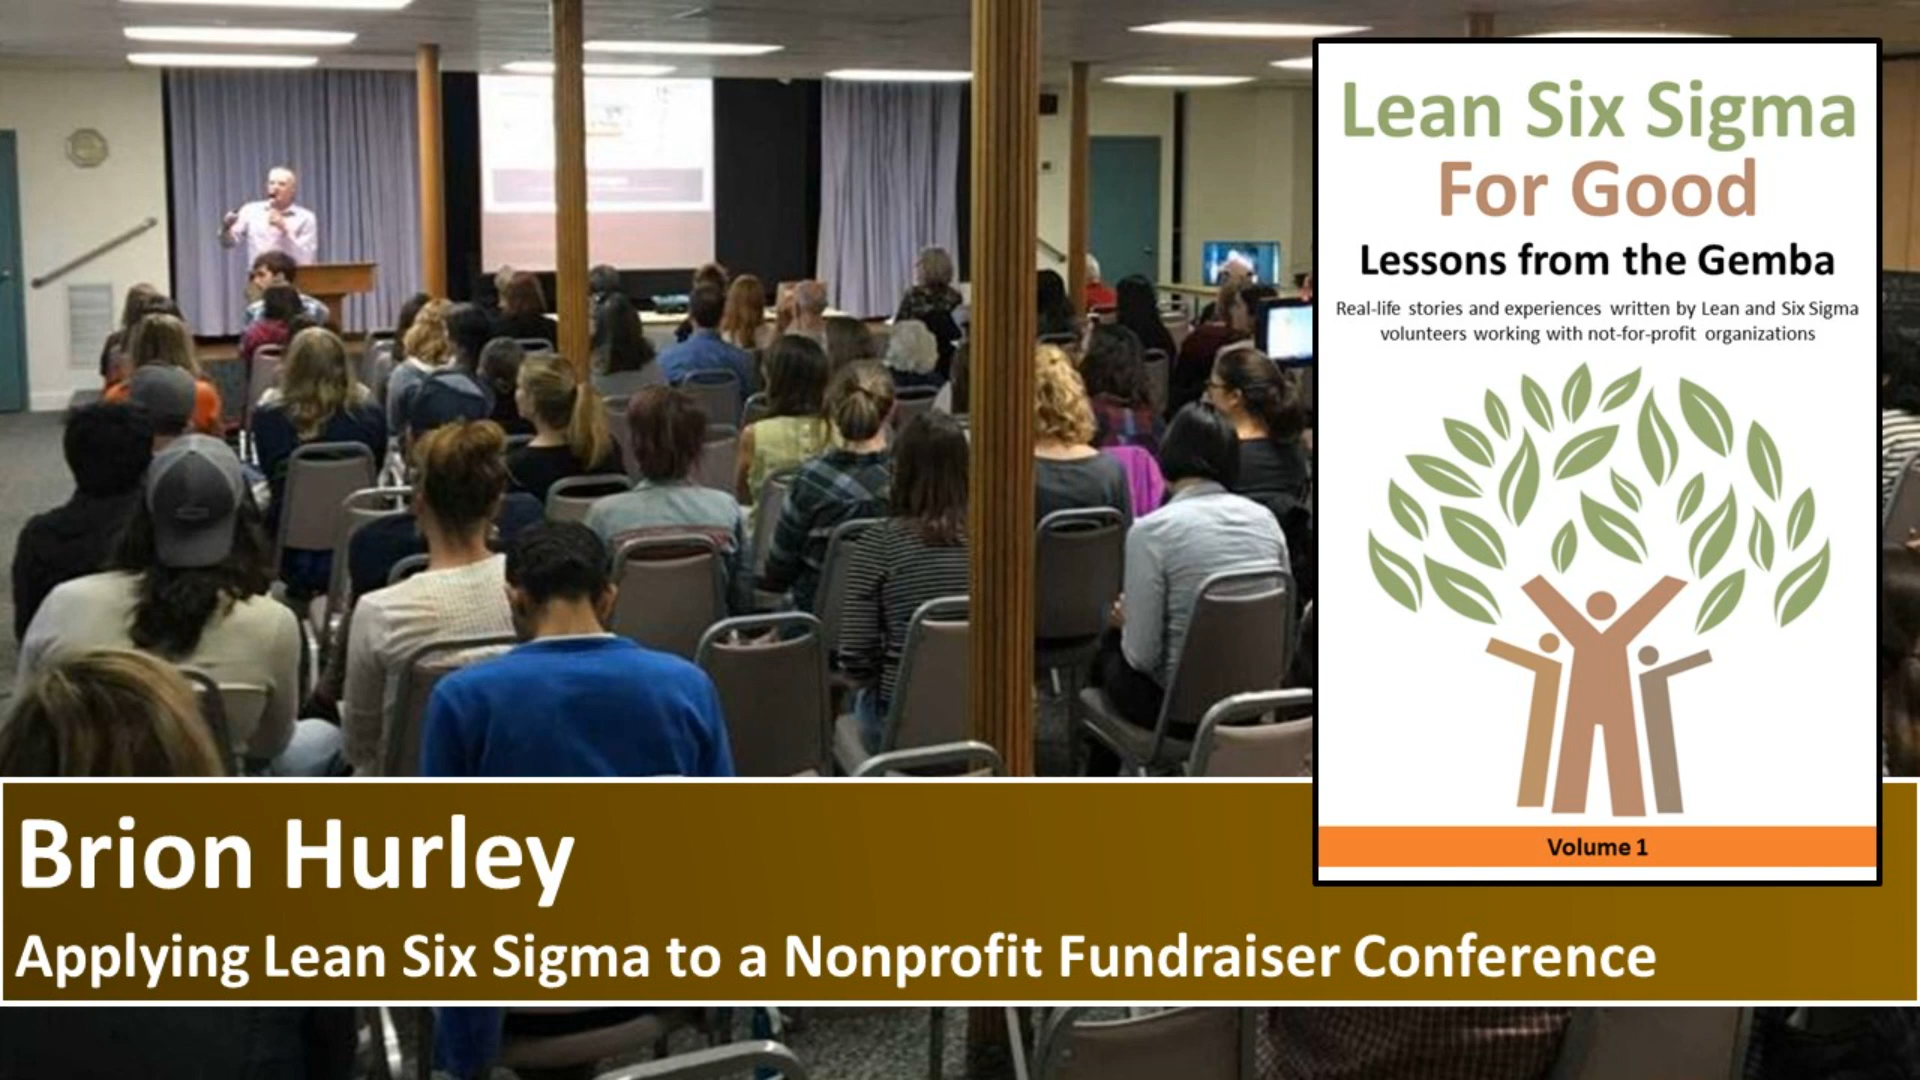 Lean Six Sigma
For Good
Lessons from the Gemba
Real-life stories and experiences written by Lean and Six Sigma
volunteers working with not-for-profit organizations
Volume 1
Brion Hurley
Applying Lean Six Sigma to a Nonprofit Fundraiser Conference